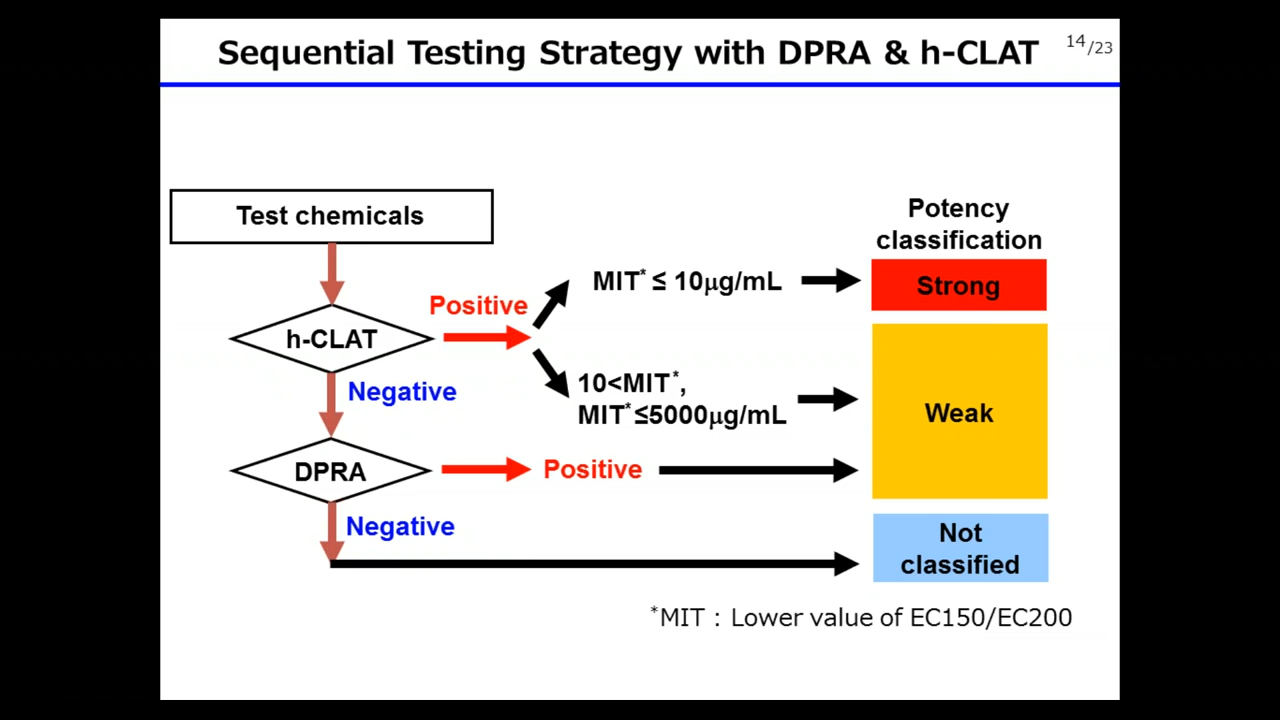 Sequential Testing Strategy with DPRA & h-CLAT
14/23
Test chemicals
Potency
classification
Positive
MIT* ≤ 10μg/mL
Strong
h-CLAT
Negative
10<MIT*,
MIT*≤5000μg/mL
Weak
DPRA
Positive
Negative
Not
classified
*MIT : Lower value of EC150/EC200